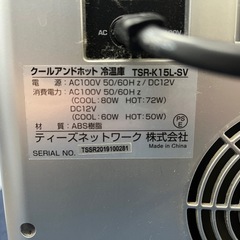 AC
クールアンドホット 冷温庫 TSR-K15L-SV
電源：AC100V 50/60Hz / DC12V
消費電力：AC100V 50/60Hz
(COOL: 80W HOT: 72W)
DC12V
(COOL: 60W HOT: 50W)
材質：ABS樹脂
PSE
ティーズネットワーク 株式会社
Made in China
SERIAL NO. TSSR2019100281